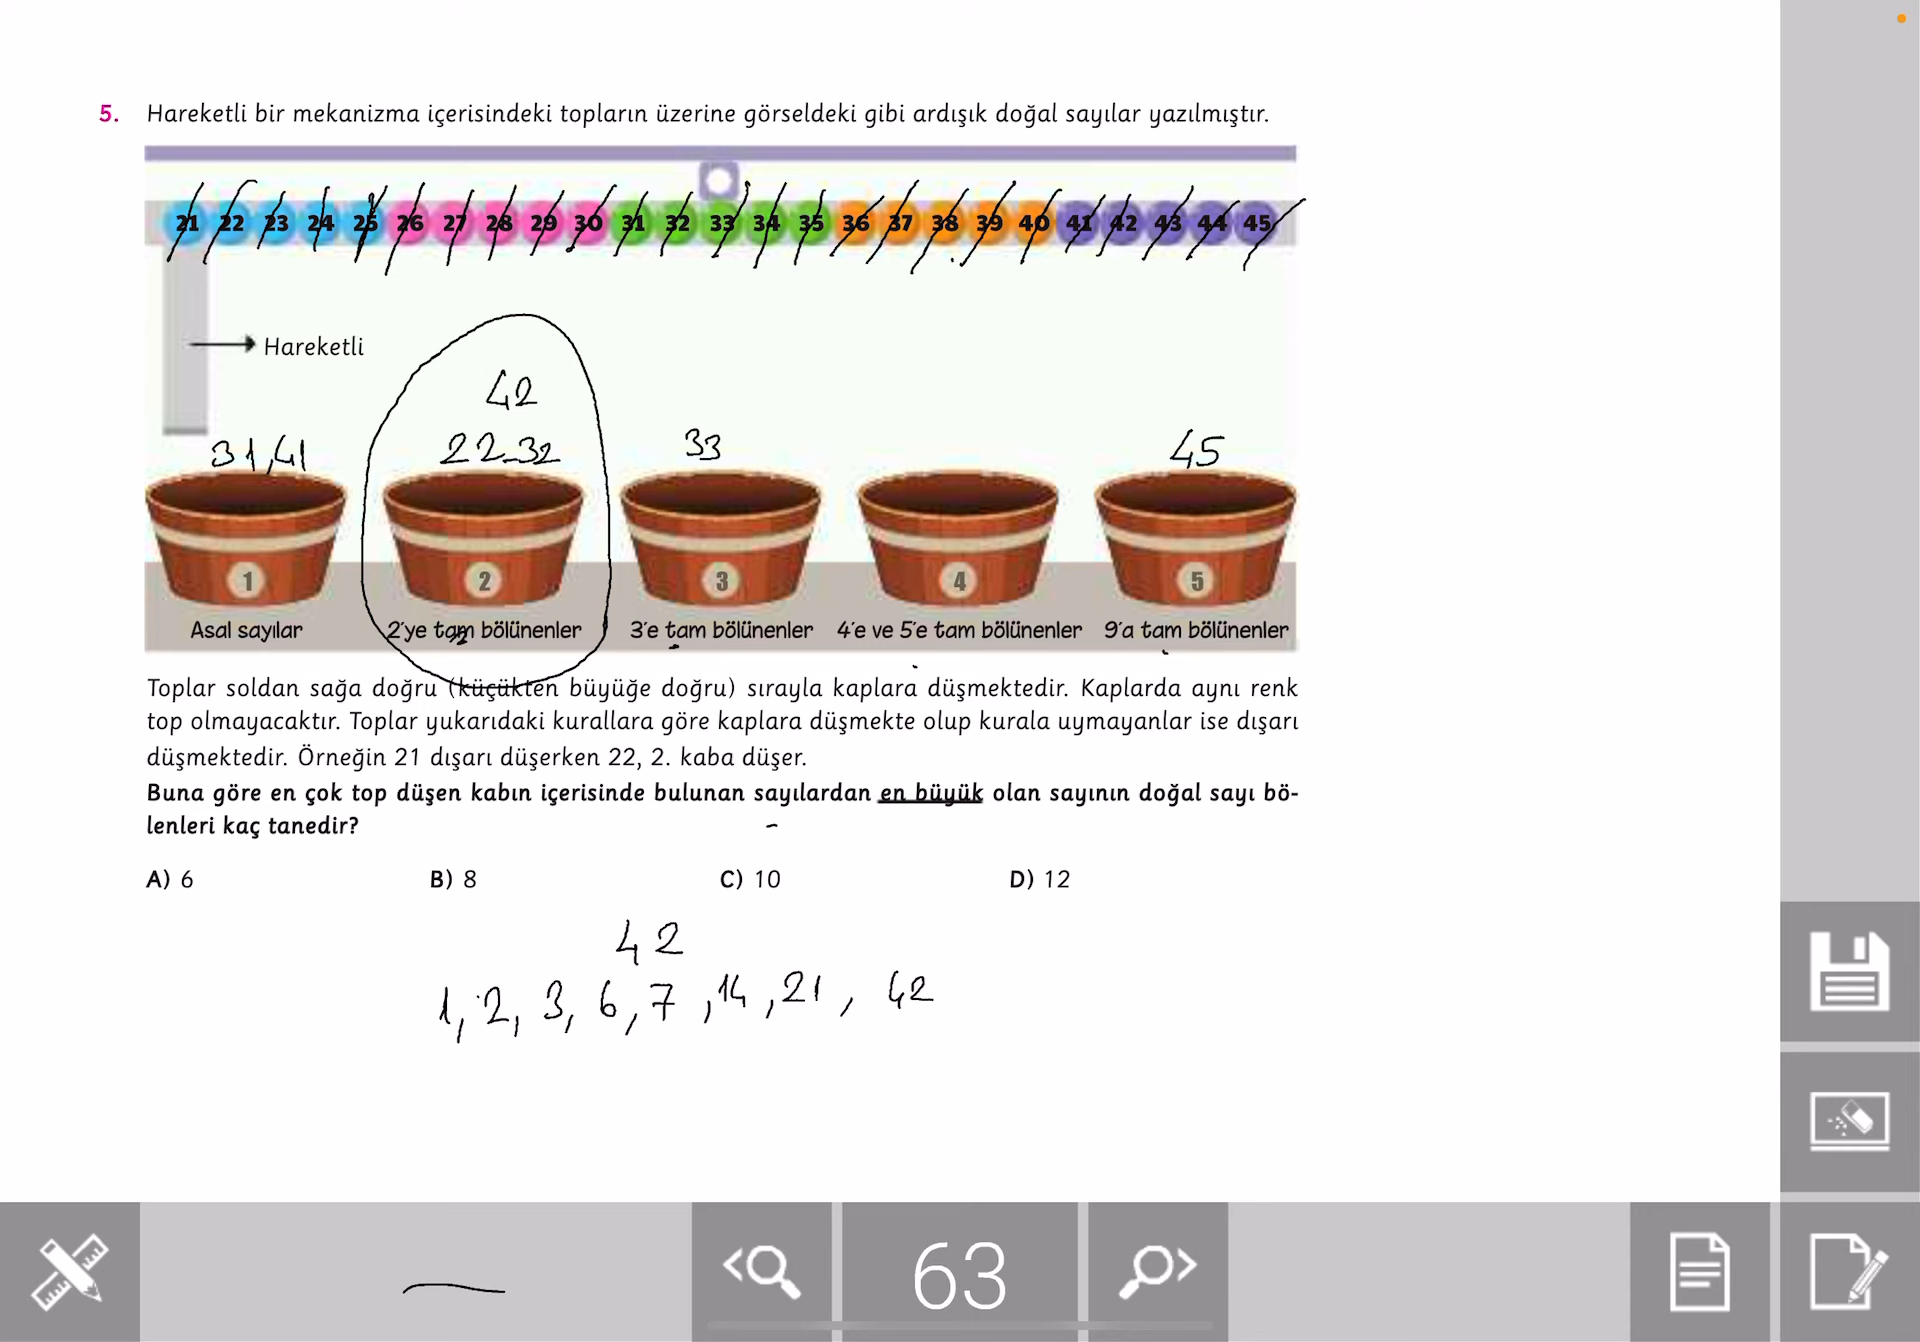 5. Hareketli bir mekanizma içerisindeki topların üzerine görseldeki gibi ardışık doğal sayılar yazılmıştır.
21 22 23 24 25 26 27 28 29 30 31 32 33 34 35 36 37 38 39 40 41 42 43 44 45
Hareketli
42
31,41 22-32 33 45
1 2 3 4 5
Asal sayılar 2'ye tam bölünenler 3'e tam bölünenler 4'e ve 5'e tam bölünenler 9'a tam bölünenler
Toplar soldan sağa doğru (küçükten büyüğe doğru) sırayla kaplara düşmektedir. Kaplarda aynı renk
top olmayacaktır. Toplar yukarıdaki kurallara göre kaplara düşmekte olup kurala uymayanlar ise dışarı
düşmektedir. Örneğin 21 dışarı düşerken 22, 2. kaba düşer.
Buna göre en çok top düşen kabın içerisinde bulunan sayılardan en büyük olan sayının doğal sayı bö-
lenleri kaç tanedir?
A) 6 B) 8 C) 10 D) 12
42
1, 2, 3, 6, 7, 14, 21, 42
63